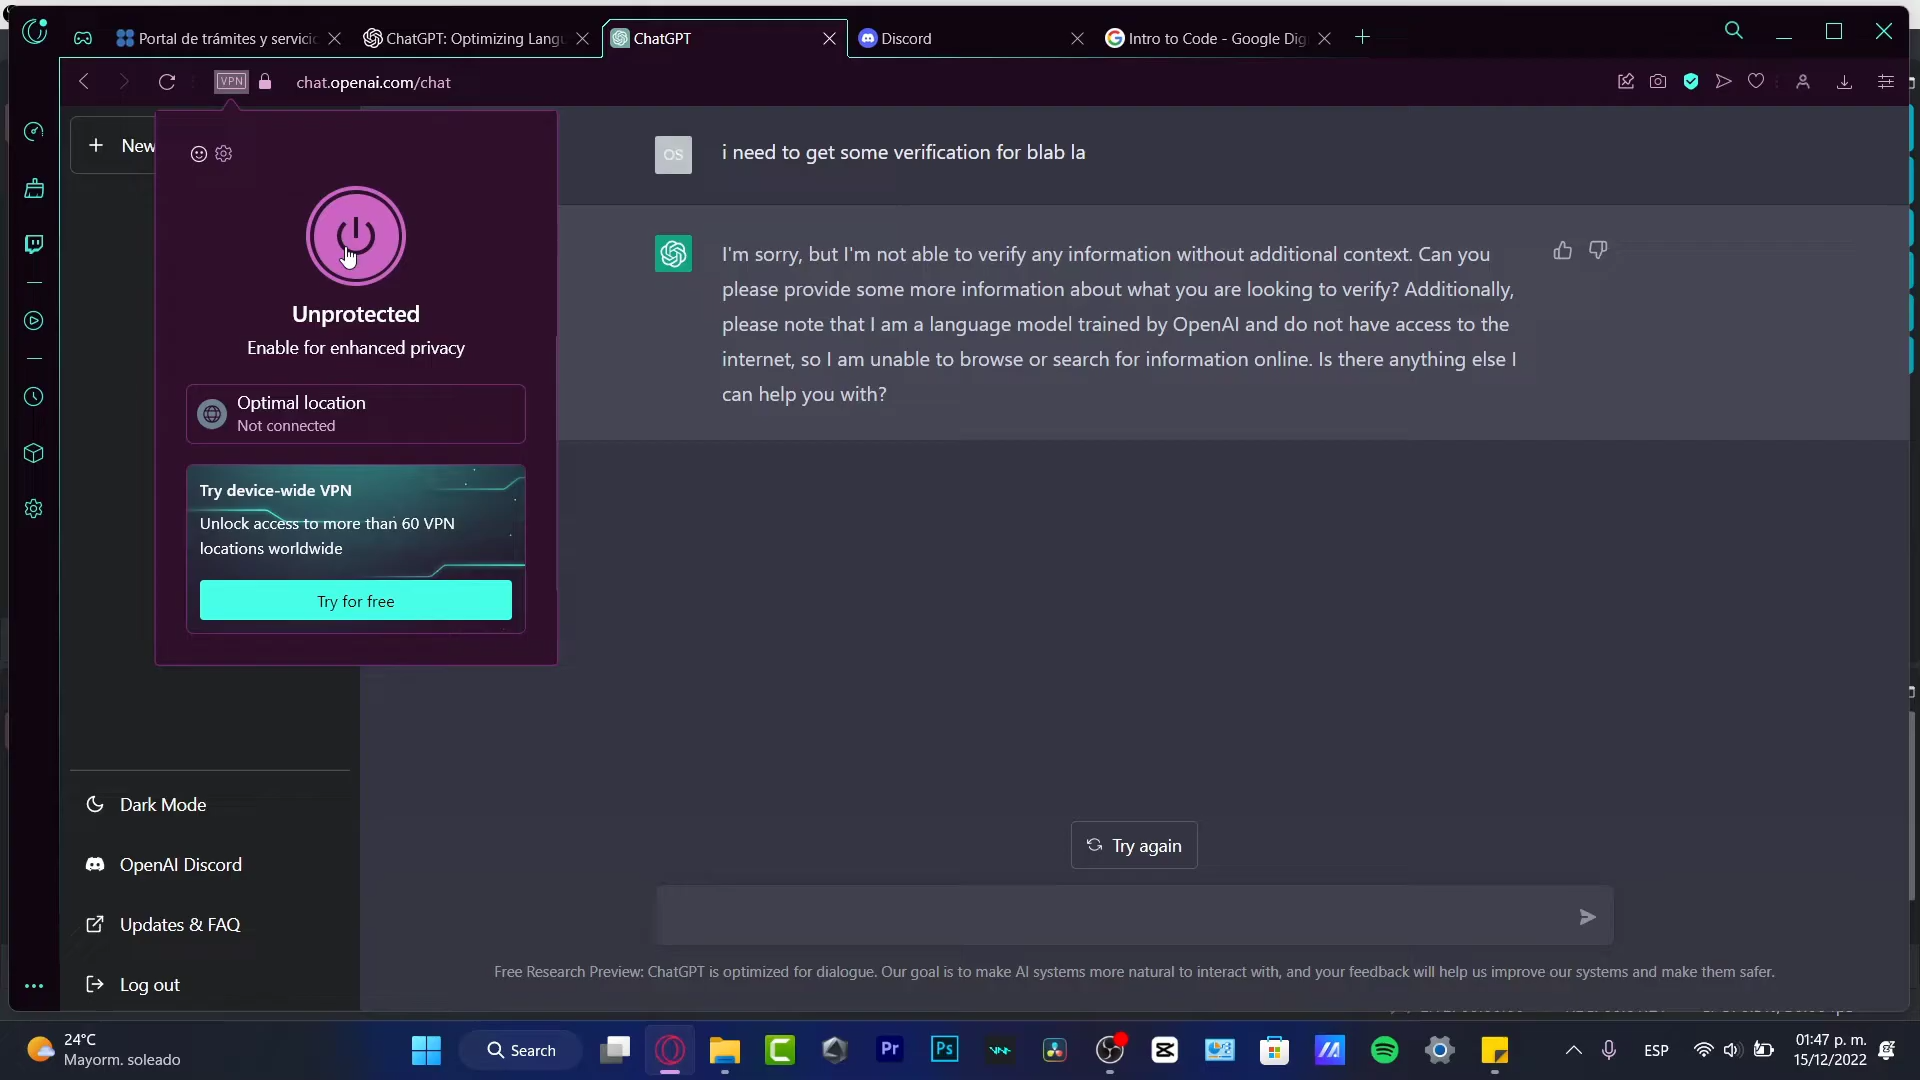 Portal de trámites y servicio
ChatGPT: Optimizing Langu
ChatGPT
Discord
Intro to Code - Google Dig
VPN
chat.openai.com/chat
New
Unprotected
Enable for enhanced privacy
Optimal location
Not connected
Try device-wide VPN
Unlock access to more than 60 VPN
locations worldwide
Try for free
OS
i need to get some verification for blab la
I'm sorry, but I'm not able to verify any information without additional context. Can you
please provide some more information about what you are looking to verify? Additionally,
please note that I am a language model trained by OpenAI and do not have access to the
internet, so I am unable to browse or search for information online. Is there anything else I
can help you with?
Dark Mode
OpenAI Discord
Updates & FAQ
Log out
Try again
Free Research Preview: ChatGPT is optimized for dialogue. Our goal is to make AI systems more natural to interact with, and your feedback will help us improve our systems and make them safer.
24°C
Mayorm. soleado
Search
Pr
Ps
ESP
01:47 p. m.
15/12/2022